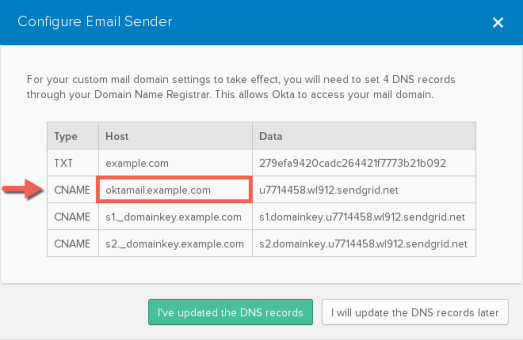 Configure Email Sender
For your custom mail domain settings to take effect, you will need to set 4 DNS records
through your Domain Name Registrar. This allows Okta to access your mail domain.
Type Host Data
TXT example.com 279efa9420cadc264421f7773b21b092
CNAME oktamail.example.com u7714458.wl912.sendgrid.net
CNAME s1._domainkey.example.com s1.domainkey.u7714458.wl912.sendgrid.net
CNAME s2._domainkey.example.com s2.domainkey.u7714458.wl912.sendgrid.net
I've updated the DNS records I will update the DNS records later